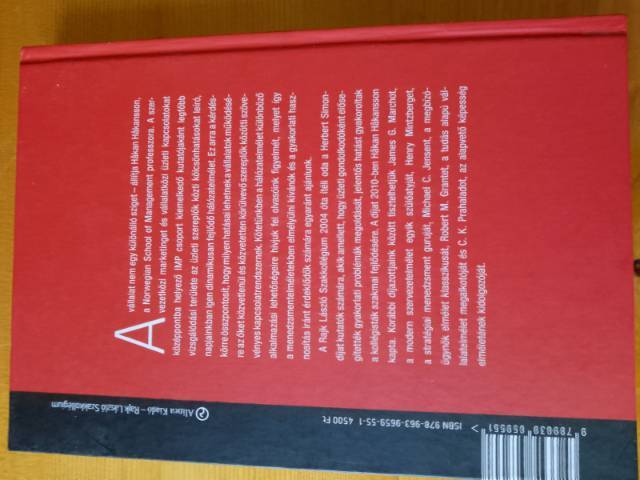 A vállalat nem egy különálló sziget – állítja Håkan Håkansson,
a Norwegian School of Management professzora. A szer-
vezetközi marketinget és vállalatközi üzleti kapcsolatokat
középpontba helyező IMP csoport kiemelkedő kutatójaként legfőbb
vizsgálódási területe az üzleti szereplők közti kölcsönhatásokat leíró,
napjainkban igen dinamikusan fejlődő hálózatelmélet. Ez arra a kérdés-
körre összpontosít, hogy milyen hatásai lehetnek a vállalatok működésé-
re az őket közvetlenül és közvetetten körülvevő szereplők közötti szöve-
vényes kapcsolatrendszernek. Kötetünkben a hálózatelmélet különböző
alkalmazási lehetőségeire hívjuk fel olvasóink figyelmét, melyet így
a menedzsmentelméletekben elmélyülni kívánók és a gyakorlati hasz-
nosítás iránt érdeklődők számára egyaránt ajánlunk.
A Rajk László Szakkollégium 2004 óta ítéli oda a Herbert Simon-
díjat kutatók számára, akik amellett, hogy üzleti gondolkodóként előse-
gítették gyakorlati problémák megoldását, jelentős hatást gyakoroltak
a kollégisták szakmai fejlődésére. A díjat 2010-ben Håkan Håkansson
kapta. Korábbi díjazottjaink között tisztelhetjük James G. Marchot,
a modern szervezetelmélet egyik szülőatyját, Henry Mintzberget,
a stratégiai menedzsment guruját, Michael C. Jensent, a megbízó-
ügynök elmélet klasszikusát, Robert M. Grantet, a tudás alapú vál-
lalatelmélet megalkotóját és C. K. Prahaladot, az alapvető képesség
elméletének kidolgozóját.
Alinea Kiadó – Rajk László Szakkollégium
ISBN 978-963-9659-55-1 4500 Ft
9 789639 659551 >